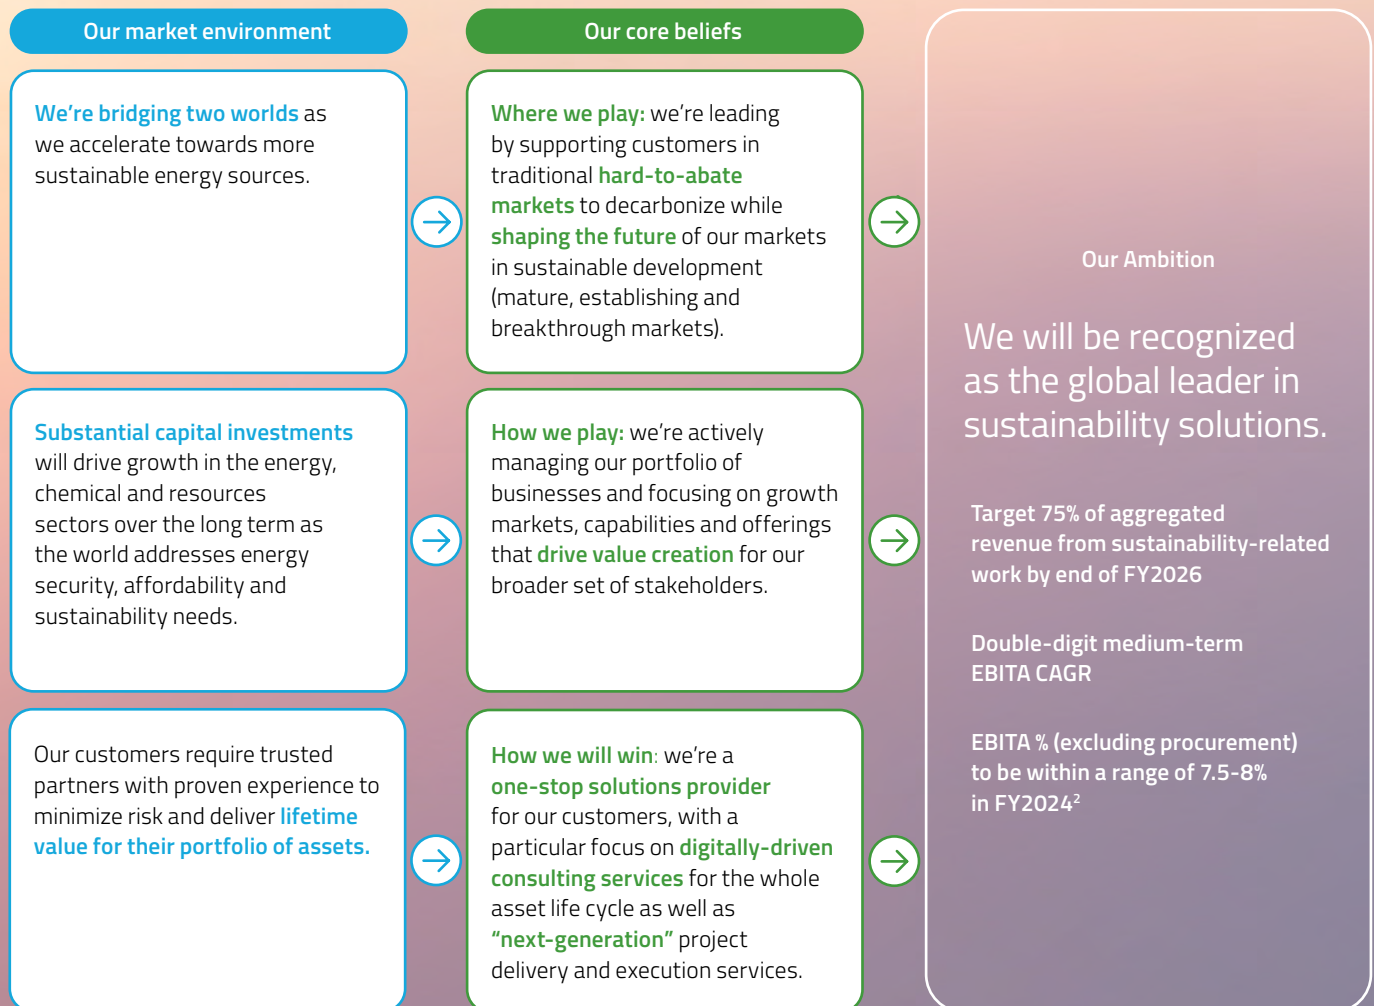 Our market environment
We're bridging two worlds as
we accelerate towards more
sustainable energy sources.
Substantial capital investments
will drive growth in the energy,
chemical and resources
sectors over the long term as
the world addresses energy
security, affordability and
sustainability needs.
Our customers require trusted
partners with proven experience to
minimize risk and deliver lifetime
value for their portfolio of assets.
Our core beliefs
Where we play: we're leading
by supporting customers in
traditional hard-to-abate
markets to decarbonize while
shaping the future of our markets
in sustainable development
(mature, establishing and
breakthrough markets).
How we play: we're actively
managing our portfolio of
businesses and focusing on growth
markets, capabilities and offerings
that drive value creation for our
broader set of stakeholders.
How we will win: we're a
one-stop solutions provider
for our customers, with a
particular focus on digitally-driven
consulting services for the whole
asset life cycle as well as
“next-generation” project
delivery and execution services.
Our Ambition
We will be recognized
as the global leader in
sustainability solutions.
Target 75% of aggregated
revenue from sustainability-related
work by end of FY2026
Double-digit medium-term
EBITA CAGR
EBITA % (excluding procurement)
to be within a range of 7.5-8%
in FY2024²